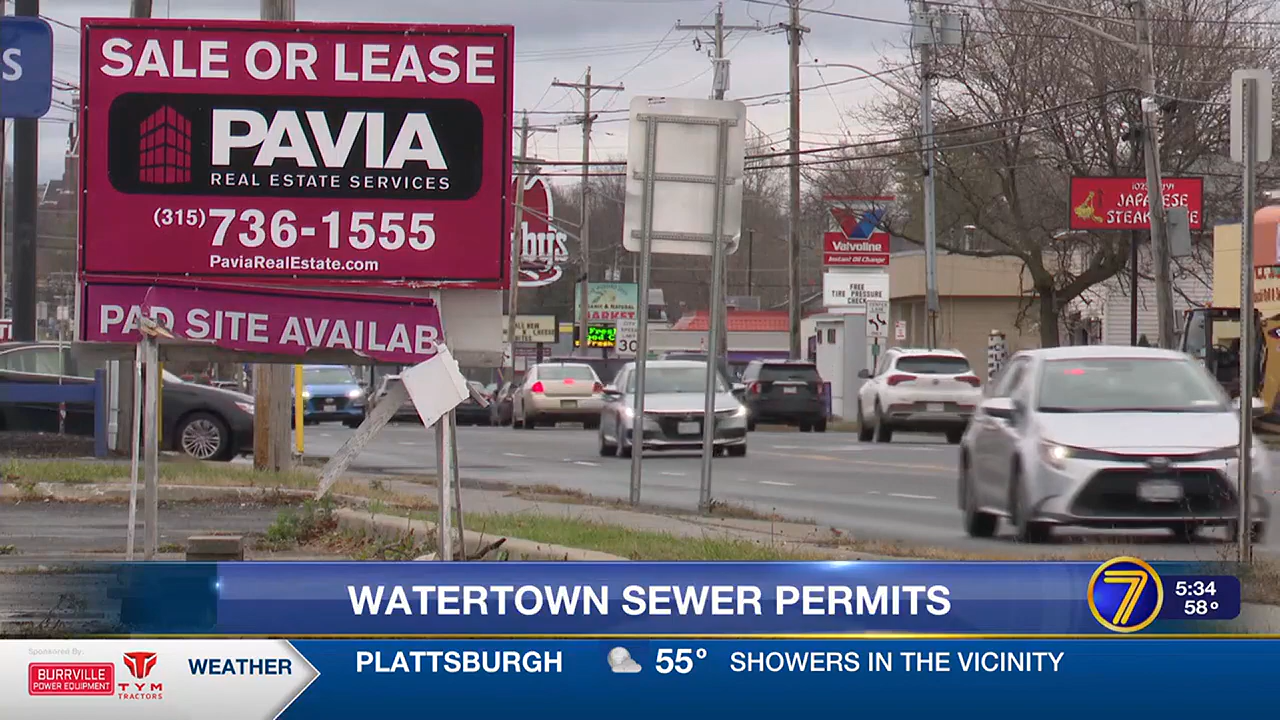 S
SALE OR LEASE
PAVIA
REAL ESTATE SERVICES
(315) 736-1555
PaviaRealEstate.com
PAD SITE AVAILAB
Valvoline
Instant Oil Change
FREE
TIRE PRESSURE
CHECK
JAPANESE
MARKET
30
WATERTOWN SEWER PERMITS
7
5:34
58°
Sponsored By:
BURRVILLE
POWER EQUIPMENT
TYM
TRACTORS
WEATHER
PLATTSBURGH
55°
SHOWERS IN THE VICINITY